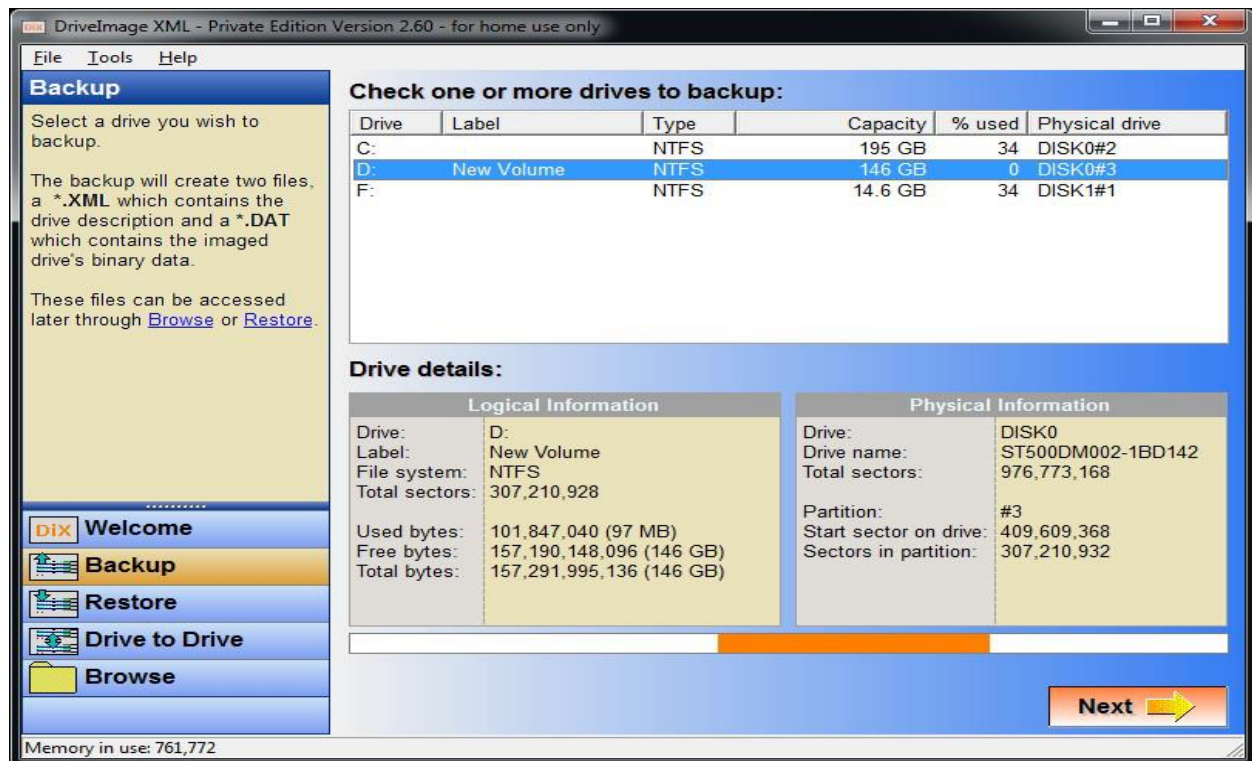 DiX DriveImage XML - Private Edition Version 2.60 - for home use only
File Tools Help
Backup
Select a drive you wish to
backup.
The backup will create two files,
a *.XML which contains the
drive description and a *.DAT
which contains the imaged
drive's binary data.
These files can be accessed
later through Browse or Restore.
DiX Welcome
Backup
Restore
Drive to Drive
Browse
Check one or more drives to backup:
Drive Label Type Capacity % used Physical drive
C: NTFS 195 GB 34 DISK0#2
D: New Volume NTFS 146 GB 0 DISK0#3
F: NTFS 14.6 GB 34 DISK1#1
Drive details:
Logical Information
Drive: D:
Label: New Volume
File system: NTFS
Total sectors: 307,210,928
Used bytes: 101,847,040 (97 MB)
Free bytes: 157,190,148,096 (146 GB)
Total bytes: 157,291,995,136 (146 GB)
Physical Information
Drive: DISK0
Drive name: ST500DM002-1BD142
Total sectors: 976,773,168
Partition: #3
Start sector on drive: 409,609,368
Sectors in partition: 307,210,932
Next
Memory in use: 761,772